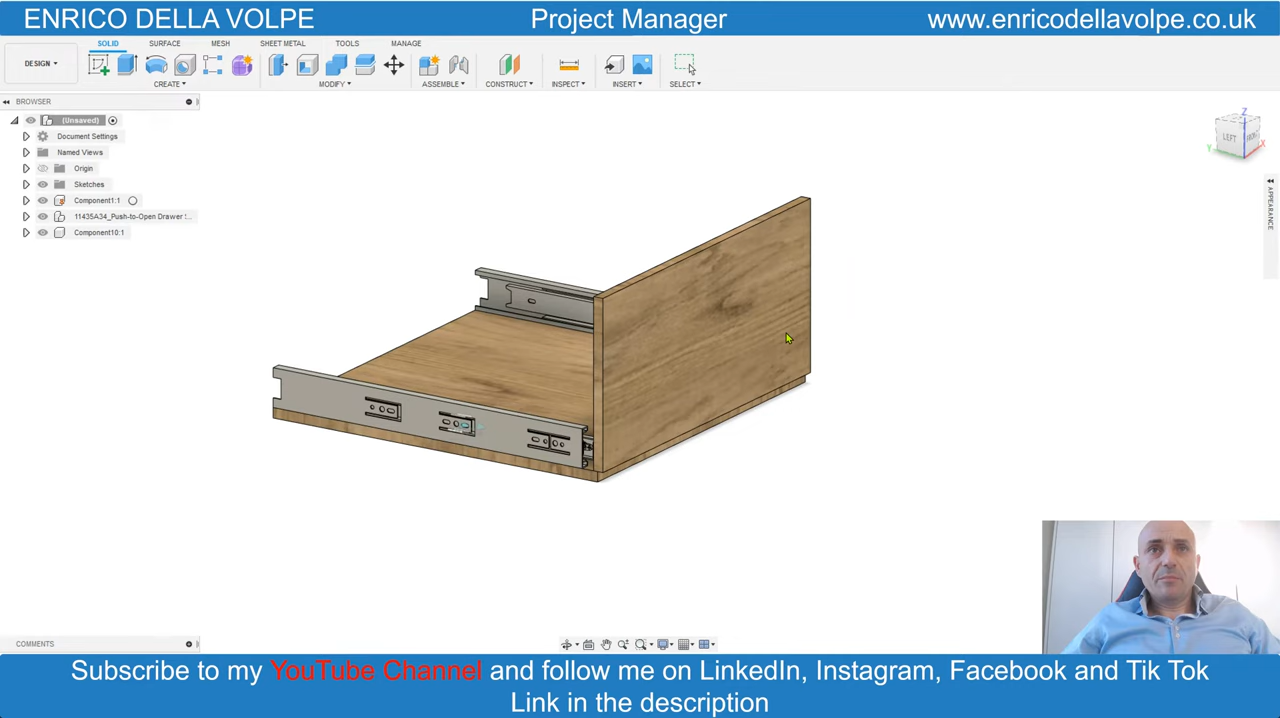 ENRICO DELLA VOLPE
Project Manager
www.enricodellavolpe.co.uk
SOLID
SURFACE
MESH
SHEET METAL
TOOLS
MANAGE
DESIGN
CREATE
MODIFY
ASSEMBLE
CONSTRUCT
INSPECT
INSERT
SELECT
BROWSER
(Unsaved)
Document Settings
Named Views
Origin
Sketches
Component1:1
11435A34_Push-to-Open Drawer S...
Component10:1
Z
LEFT
Y
X
APPEARANCE
COMMENTS
Subscribe to my YouTube Channel and follow me on LinkedIn, Instagram, Facebook and Tik Tok
Link in the description